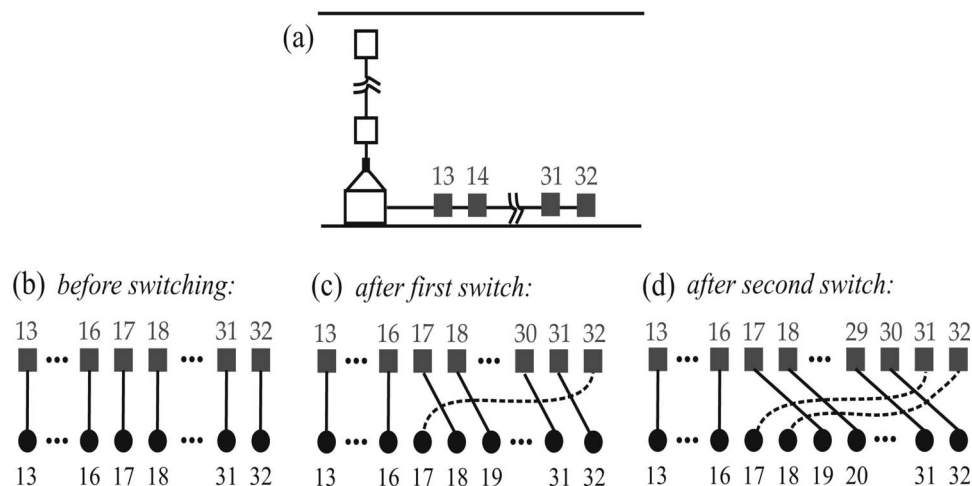 (a)
13 14 31 32
(b) before switching:
13 16 17 18 31 32
13 16 17 18 31 32
(c) after first switch:
13 16 17 18 30 31 32
13 16 17 18 19 31 32
(d) after second switch:
13 16 17 18 29 30 31 32
13 16 17 18 19 20 31 32